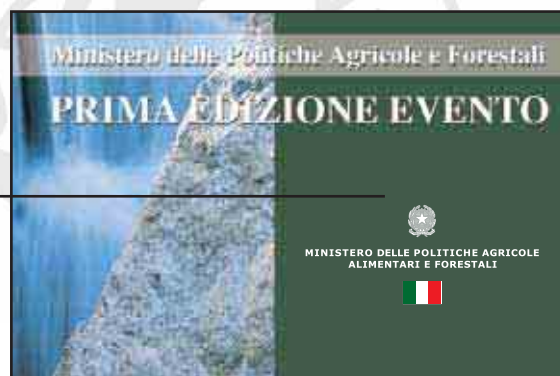 Ministero delle Politiche Agricole e Forestali
PRIMA EDIZIONE EVENTO
MINISTERO DELLE POLITICHE AGRICOLE
ALIMENTARI E FORESTALI